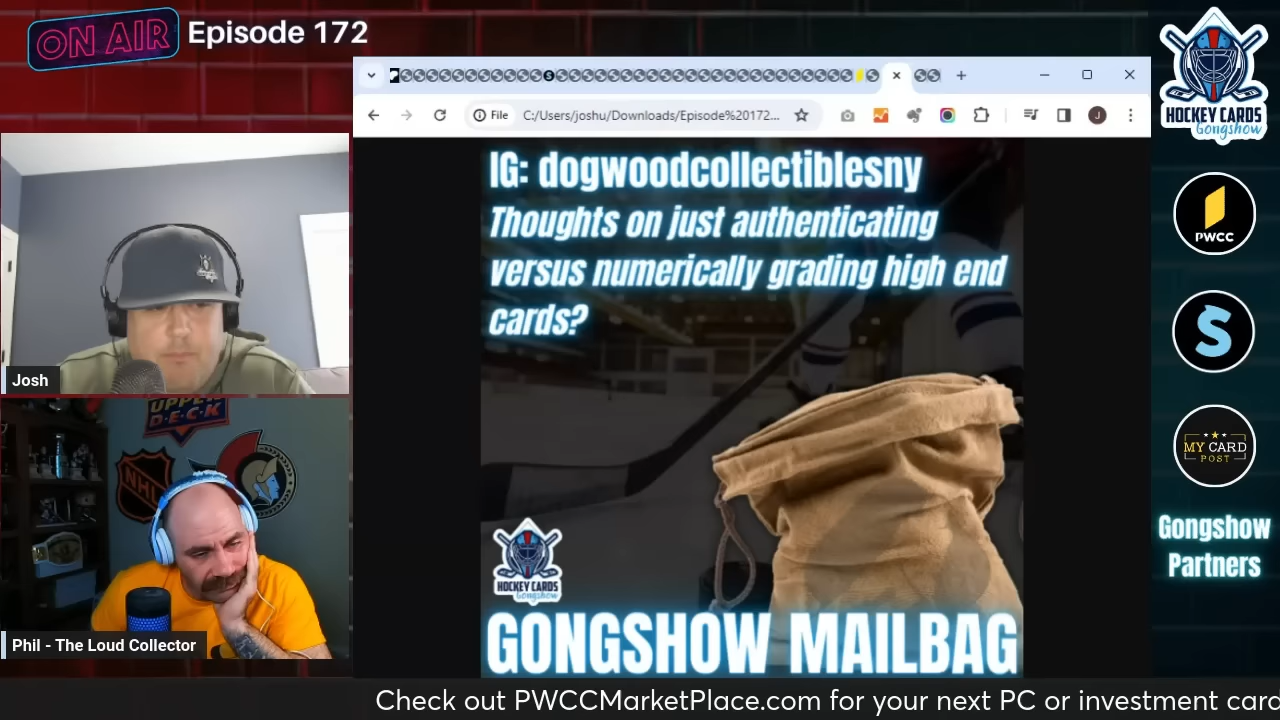 ON AIR
Episode 172
File
C:/Users/joshu/Downloads/Episode%20172...
J
IG: dogwoodcollectiblesny
Thoughts on just authenticating
versus numerically grading high end
cards?
HOCKEY CARDS
Gongshow
GONGSHOW MAILBAG
Josh
UPPER
DECK
NHL
Phil - The Loud Collector
HOCKEY CARDS
Gongshow
PWCC
S
MY CARD
POST
Gongshow
Partners
Check out PWCCMarketPlace.com for your next PC or investment card